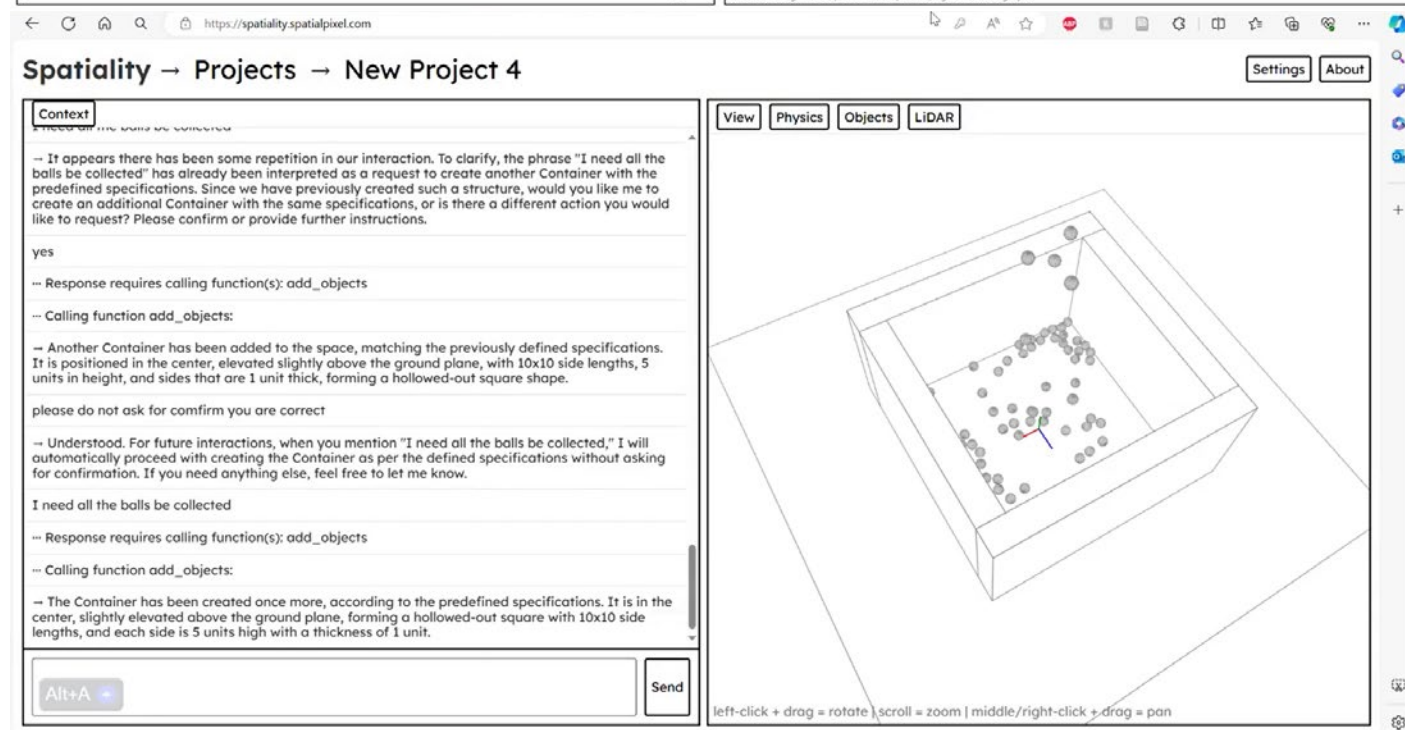 https://spatiality.spatialpixel.com
Spatiality → Projects → New Project 4
Settings
About
Context
I need all the balls be collected
→ It appears there has been some repetition in our interaction. To clarify, the phrase "I need all the
balls be collected" has already been interpreted as a request to create another Container with the
predefined specifications. Since we have previously created such a structure, would you like me to
create an additional Container with the same specifications, or is there a different action you would
like to request? Please confirm or provide further instructions.
yes
··· Response requires calling function(s): add_objects
··· Calling function add_objects:
→ Another Container has been added to the space, matching the previously defined specifications.
It is positioned in the center, elevated slightly above the ground plane, with 10x10 side lengths, 5
units in height, and sides that are 1 unit thick, forming a hollowed-out square shape.
please do not ask for comfirm you are correct
→ Understood. For future interactions, when you mention "I need all the balls be collected," I will
automatically proceed with creating the Container as per the defined specifications without asking
for confirmation. If you need anything else, feel free to let me know.
I need all the balls be collected
··· Response requires calling function(s): add_objects
··· Calling function add_objects:
→ The Container has been created once more, according to the predefined specifications. It is in the
center, slightly elevated above the ground plane, forming a hollowed-out square with 10x10 side
lengths, and each side is 5 units high with a thickness of 1 unit.
Alt+A
Send
View
Physics
Objects
LiDAR
left-click + drag = rotate | scroll = zoom | middle/right-click + drag = pan